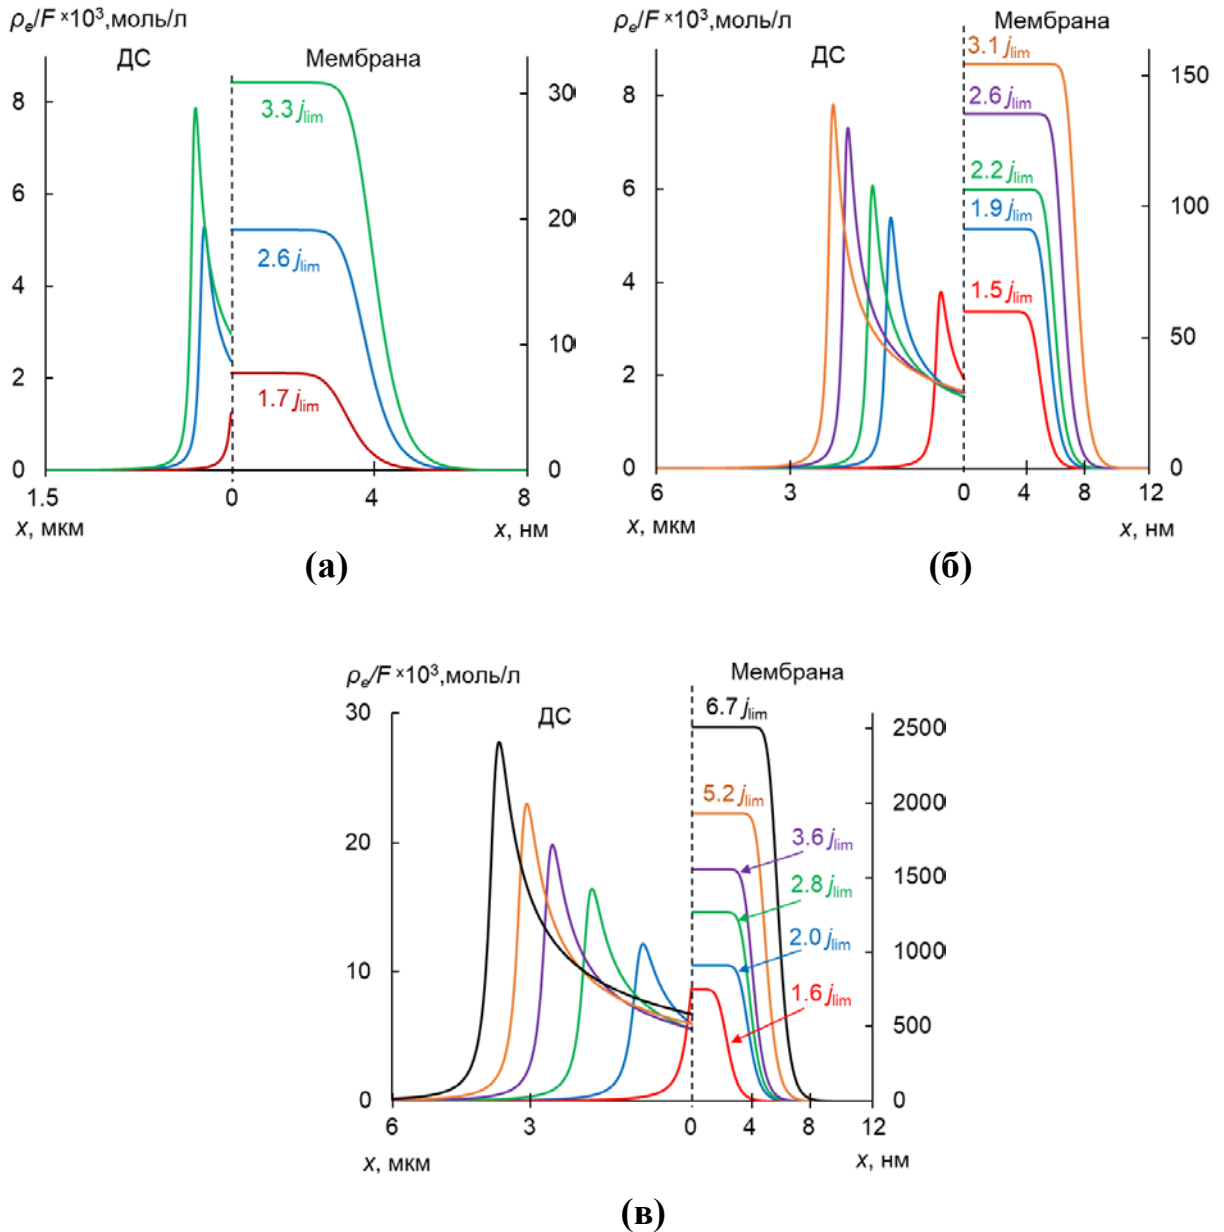 ρₑ/F ×10³,моль/л
ДС
Мембрана
8
6
4
2
0
30
20
10
0
3.3 jlim
2.6 jlim
1.7 jlim
1.5
0
4
8
x, мкм
x, нм
(а)
ρₑ/F ×10³,моль/л
ДС
Мембрана
8
6
4
2
0
150
100
50
0
3.1 jlim
2.6 jlim
2.2 jlim
1.9 jlim
1.5 jlim
6
3
0
4
8
12
x, мкм
x, нм
(б)
ρₑ/F ×10³,моль/л
ДС
Мембрана
30
20
10
0
2500
2000
1500
1000
500
0
6.7 jlim
5.2 jlim
3.6 jlim
2.8 jlim
2.0 jlim
1.6 jlim
6
3
0
4
8
12
x, мкм
x, нм
(в)